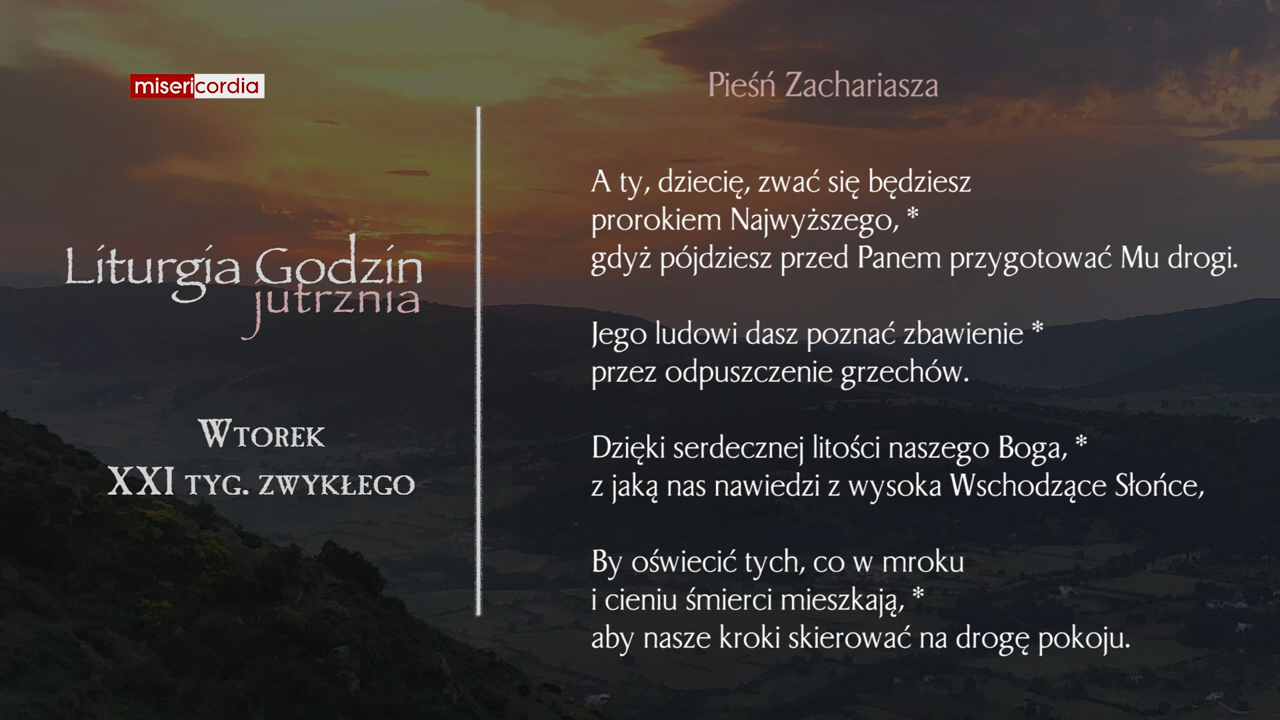 misericordia
Liturgia Godzin
jutrznia
Wtorek
XXI tyg. zwykłego
Pieśń Zachariasza
A ty, dziecię, zwać się będziesz
prorokiem Najwyższego, *
gdyż pójdziesz przed Panem przygotować Mu drogi.
Jego ludowi dasz poznać zbawienie *
przez odpuszczenie grzechów.
Dzięki serdecznej litości naszego Boga, *
z jaką nas nawiedzi z wysoka Wschodzące Słońce,
By oświecić tych, co w mroku
i cieniu śmierci mieszkają, *
aby nasze kroki skierować na drogę pokoju.